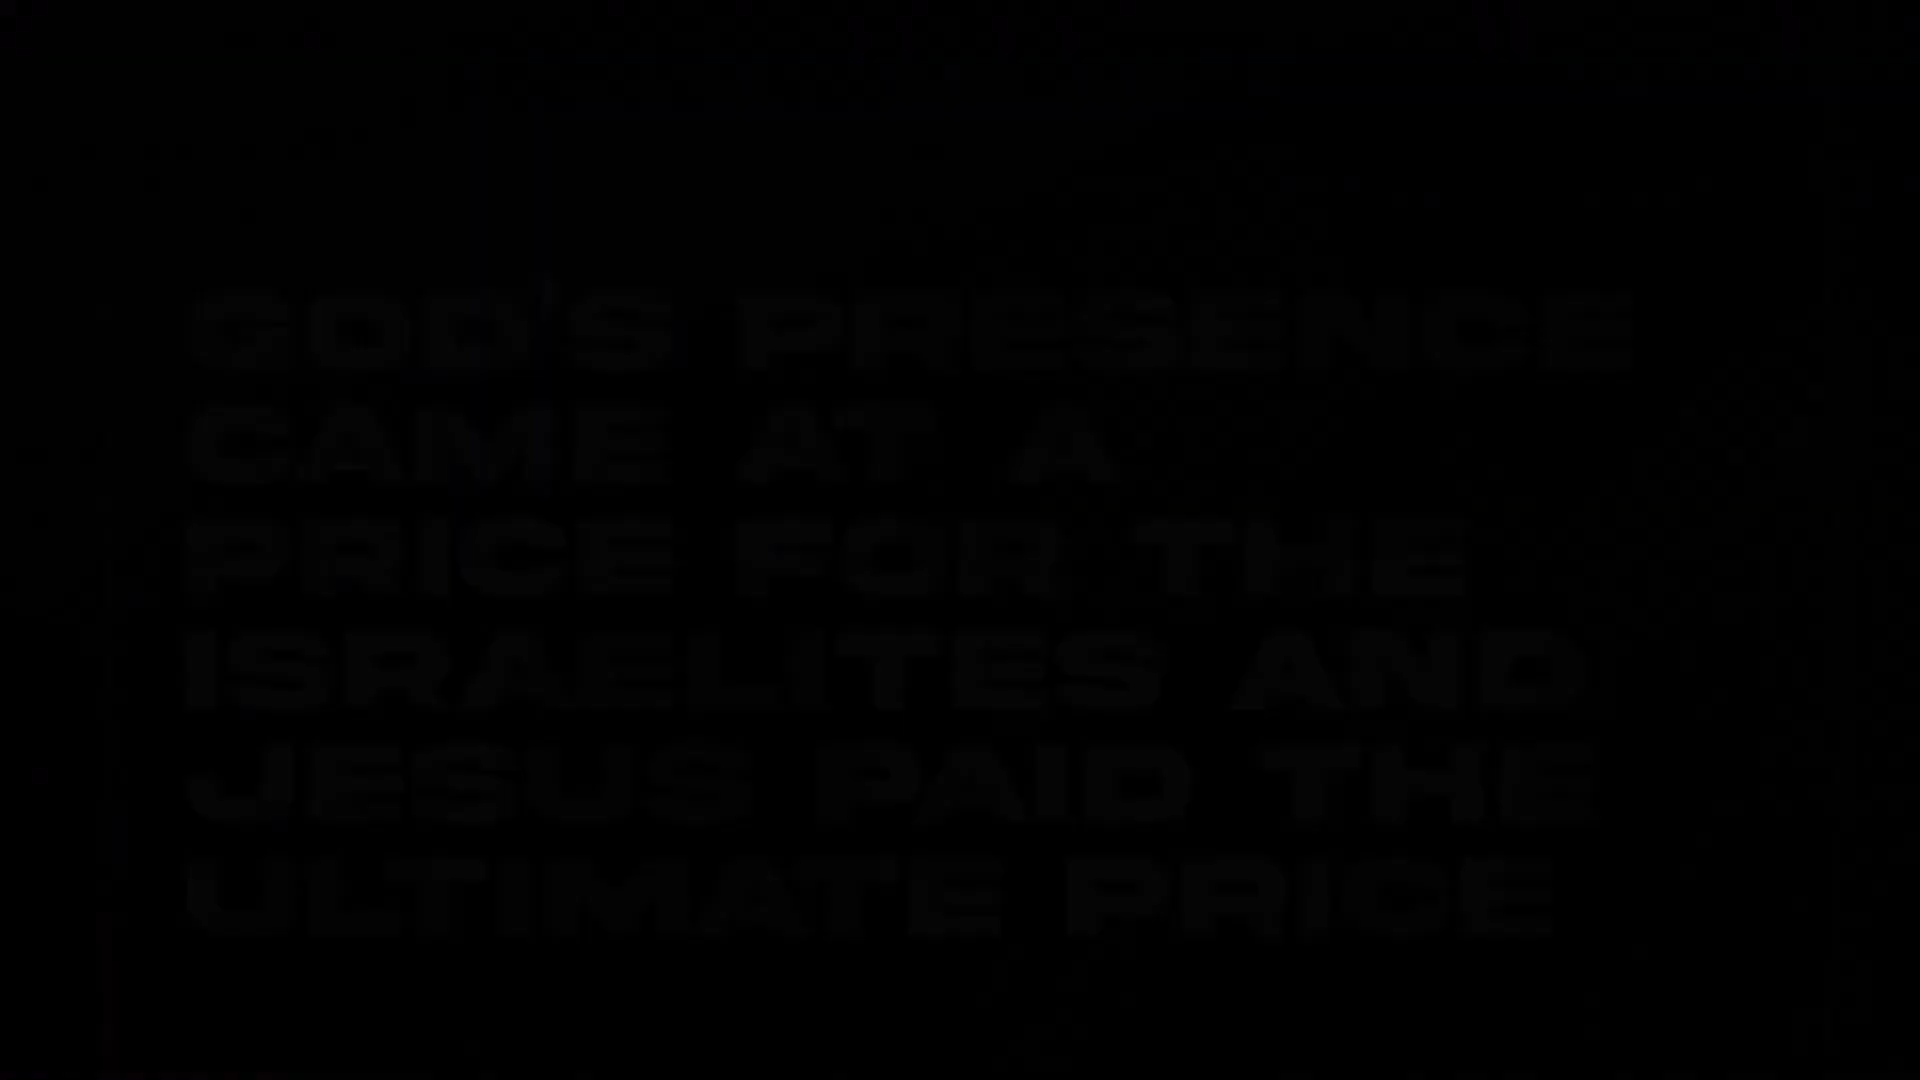 GOD'S PRESENCE
CAME AT A
PRICE FOR THE
ISRAELITES AND
JESUS PAID THE
ULTIMATE PRICE